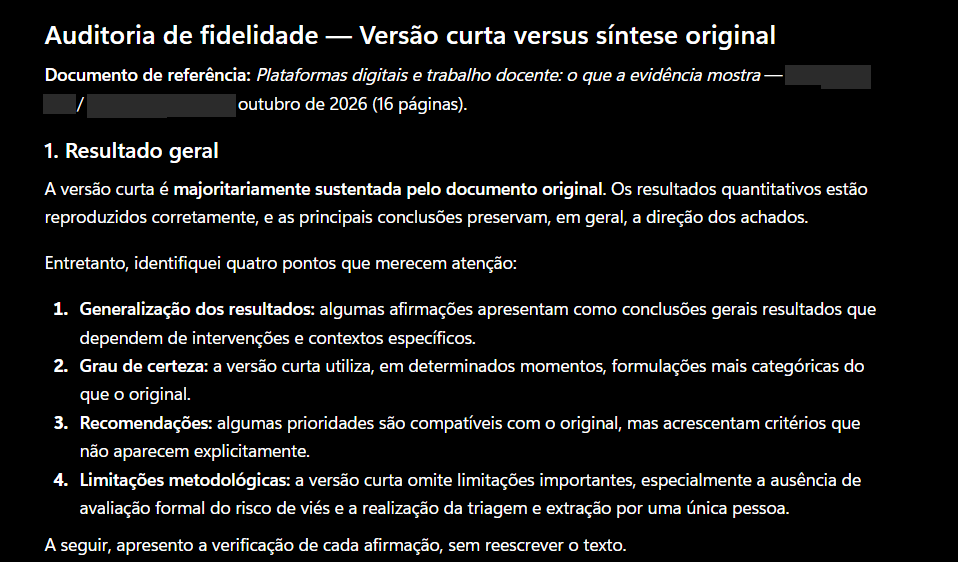 Auditoria de fidelidade — Versão curta versus síntese original
Documento de referência: Plataformas digitais e trabalho docente: o que a evidência mostra —
/ outubro de 2026 (16 páginas).
1. Resultado geral
A versão curta é majoritariamente sustentada pelo documento original. Os resultados quantitativos estão
reproduzidos corretamente, e as principais conclusões preservam, em geral, a direção dos achados.
Entretanto, identifiquei quatro pontos que merecem atenção:
1. Generalização dos resultados: algumas afirmações apresentam como conclusões gerais resultados que
dependem de intervenções e contextos específicos.
2. Grau de certeza: a versão curta utiliza, em determinados momentos, formulações mais categóricas do
que o original.
3. Recomendações: algumas prioridades são compatíveis com o original, mas acrescentam critérios que
não aparecem explicitamente.
4. Limitações metodológicas: a versão curta omite limitações importantes, especialmente a ausência de
avaliação formal do risco de viés e a realização da triagem e extração por uma única pessoa.
A seguir, apresento a verificação de cada afirmação, sem reescrever o texto.